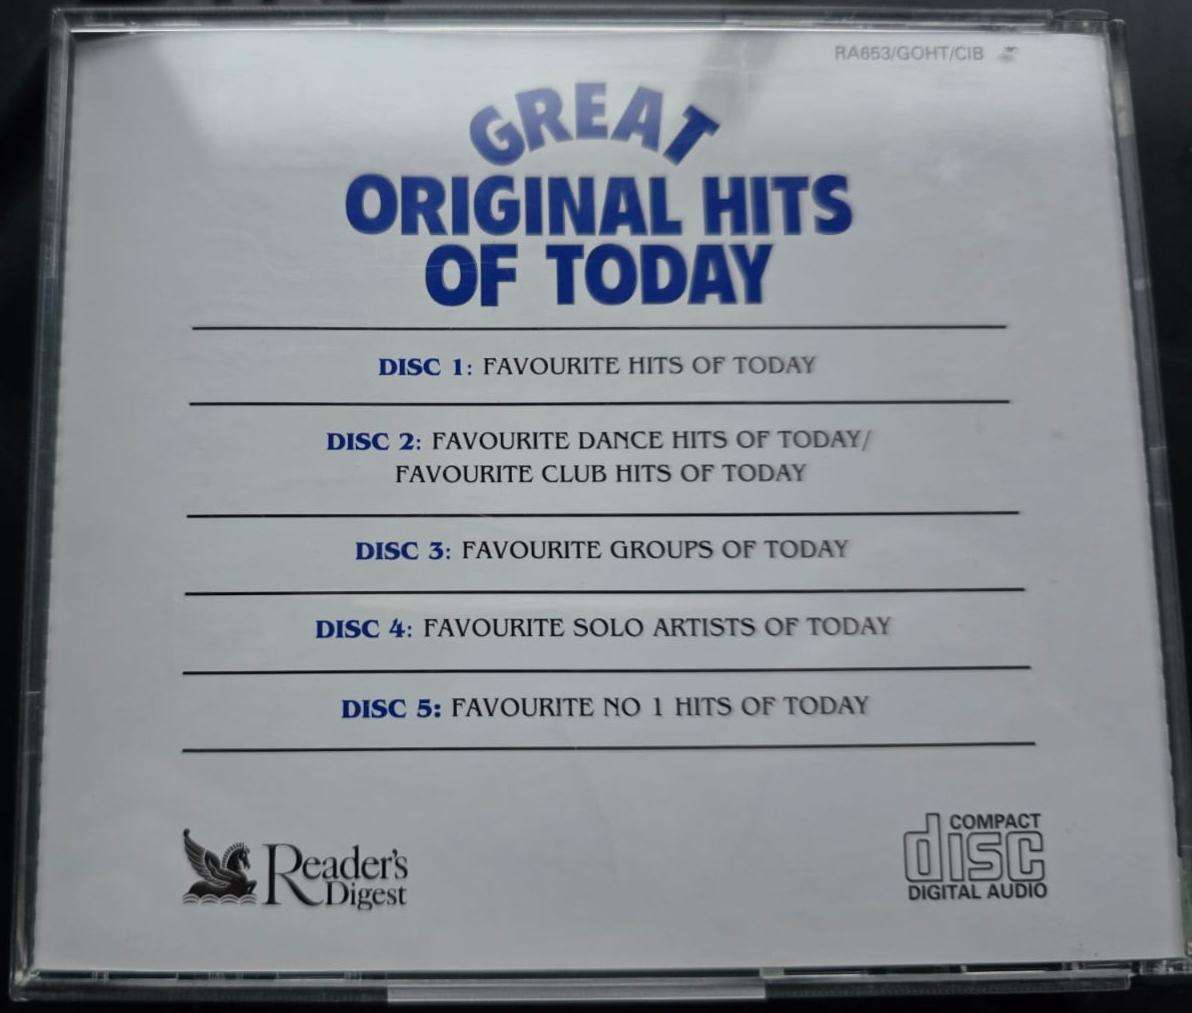 RA653/GOHT/CIB
GREAT
ORIGINAL HITS
OF TODAY
DISC 1: FAVOURITE HITS OF TODAY
DISC 2: FAVOURITE DANCE HITS OF TODAY/
FAVOURITE CLUB HITS OF TODAY
DISC 3: FAVOURITE GROUPS OF TODAY
DISC 4: FAVOURITE SOLO ARTISTS OF TODAY
DISC 5: FAVOURITE NO 1 HITS OF TODAY
Reader's
Digest
COMPACT
disc
DIGITAL AUDIO